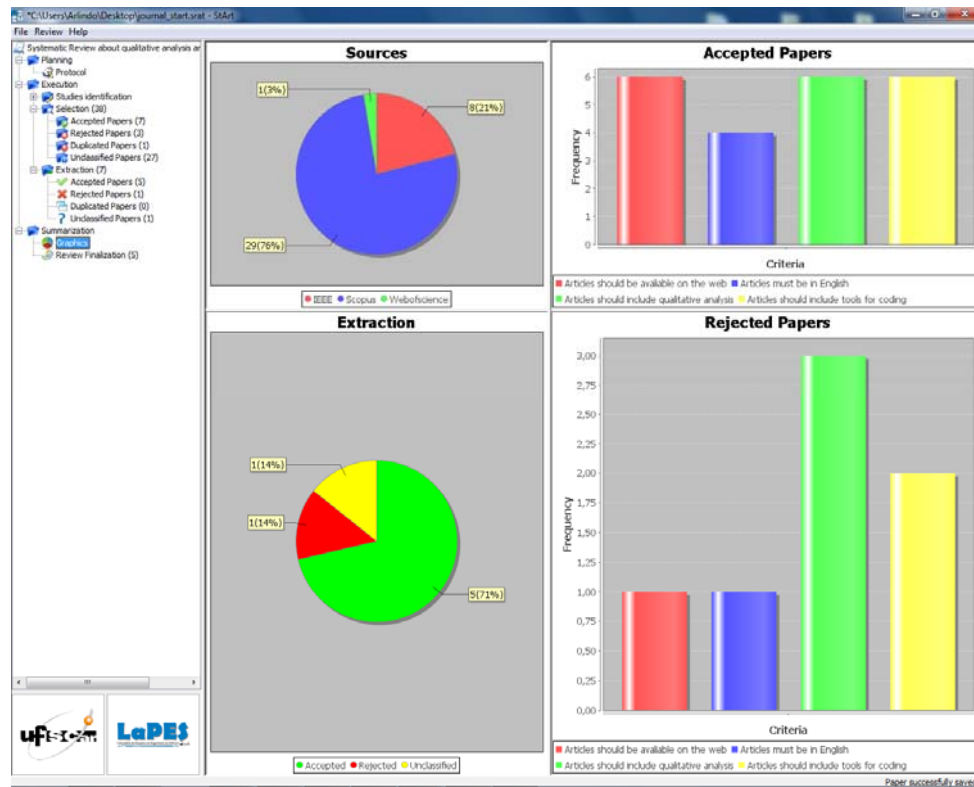 *C:\Users\Arlindo\Desktop\journal_start.srat - StArt
File Review Help
Systematic Review about qualitative analysis ar
Planning
Protocol
Execution
Studies identification
Selection (38)
Accepted Papers (7)
Rejected Papers (3)
Duplicated Papers (1)
Unclassified Papers (27)
Extraction (7)
Accepted Papers (5)
Rejected Papers (1)
Duplicated Papers (0)
Unclassified Papers (1)
Summarization
Graphics
Review Finalization (5)
ufscar
LaPES
Sources
1(3%)
8(21%)
29(76%)
IEEE Scopus Webofscience
Accepted Papers
6
5
4
3
2
1
0
Frequency
Criteria
Articles should be available on the web Articles must be in English
Articles should include qualitative analysis Articles should include tools for coding
Extraction
1(14%)
1(14%)
5(71%)
Accepted Rejected Unclassified
Rejected Papers
3,00
2,75
2,50
2,25
2,00
1,75
1,50
1,25
1,00
0,75
0,50
0,25
0,00
Frequency
Criteria
Articles should be available on the web Articles must be in English
Articles should include qualitative analysis Articles should include tools for coding
Paper successfully saved